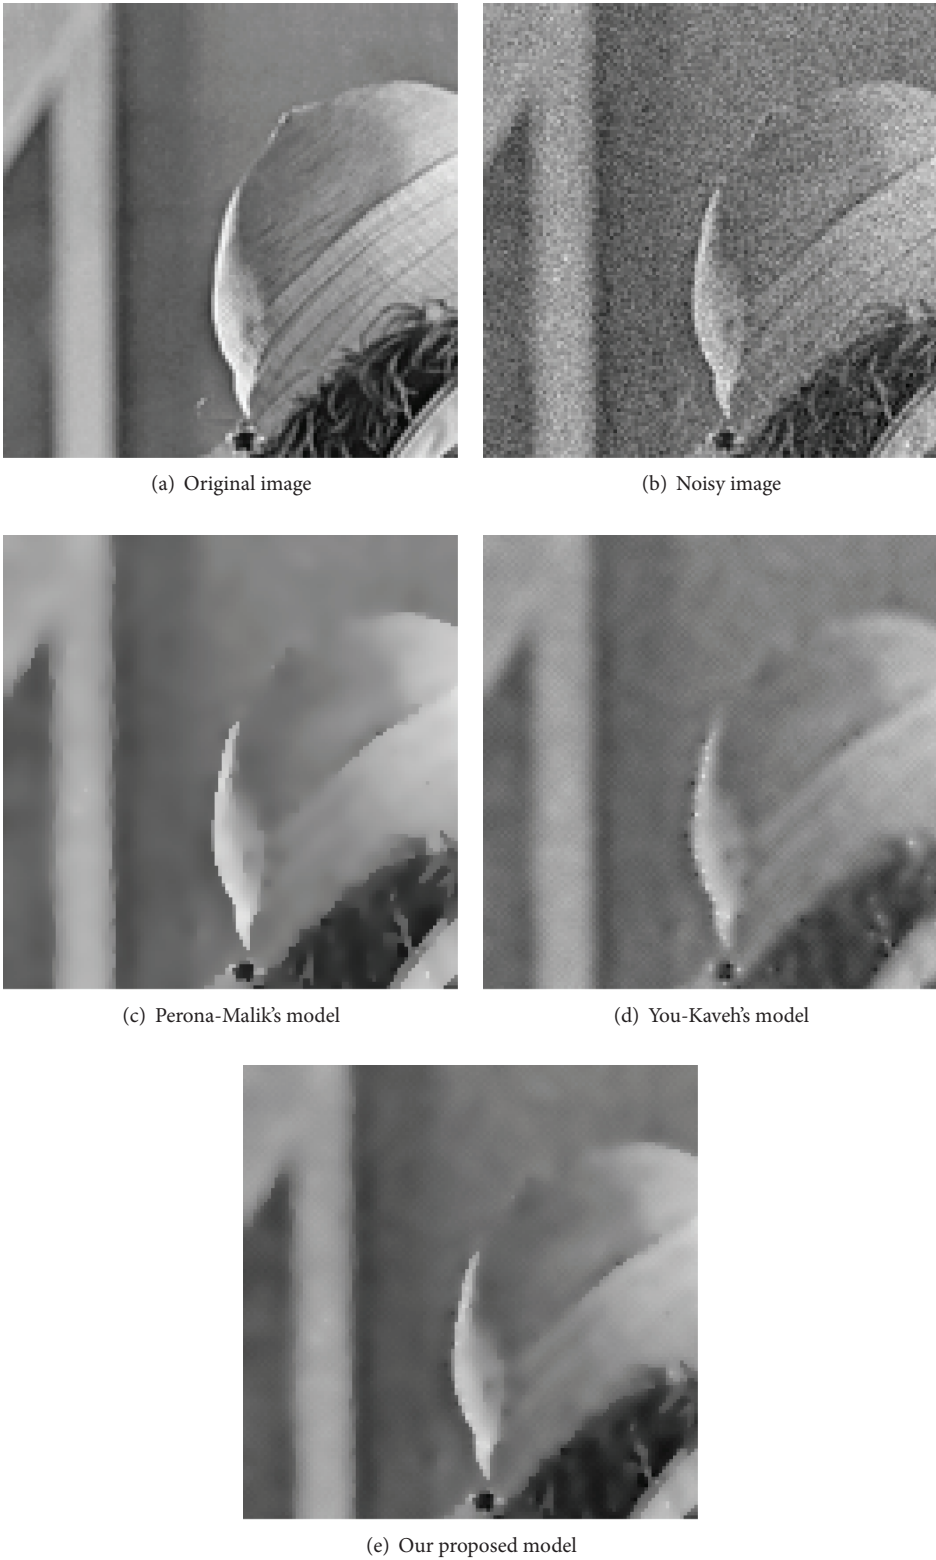 (a) Original image
(b) Noisy image
(c) Perona-Malik’s model
(d) You-Kaveh’s model
(e) Our proposed model